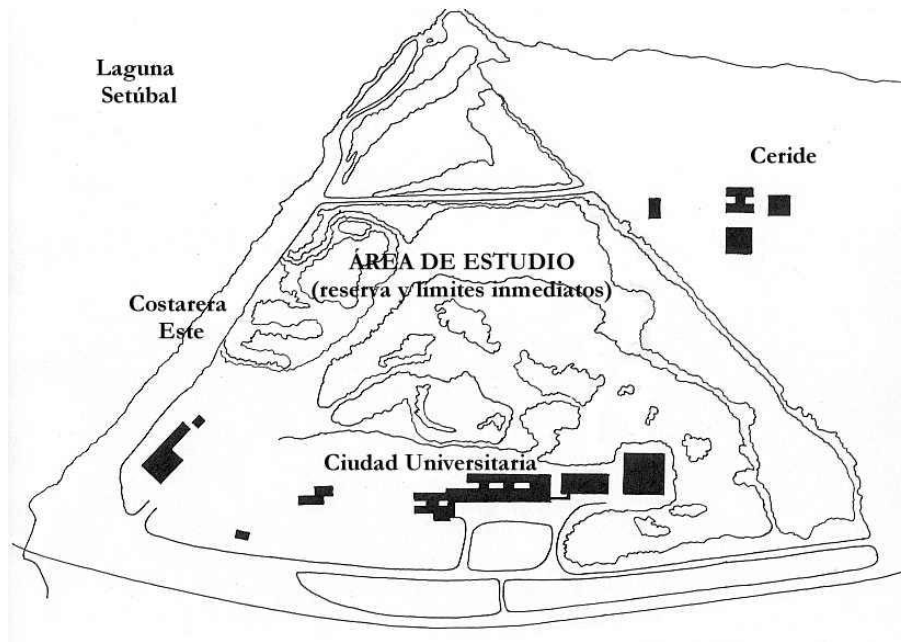 Laguna
Setúbal
Ceride
ÁREA DE ESTUDIO
(reserva y límites inmediatos)
Costarera
Este
Ciudad Universitaria